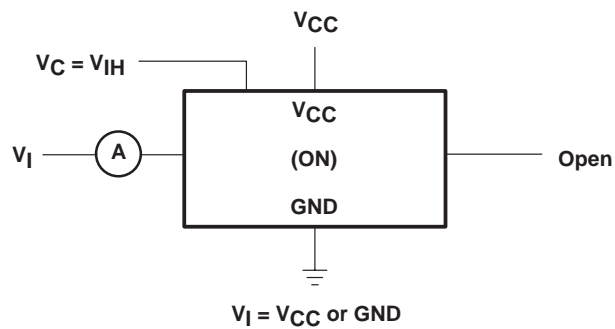 VCC
VC = VIH
VCC
VI
A
(ON)
Open
GND
VI = VCC or GND